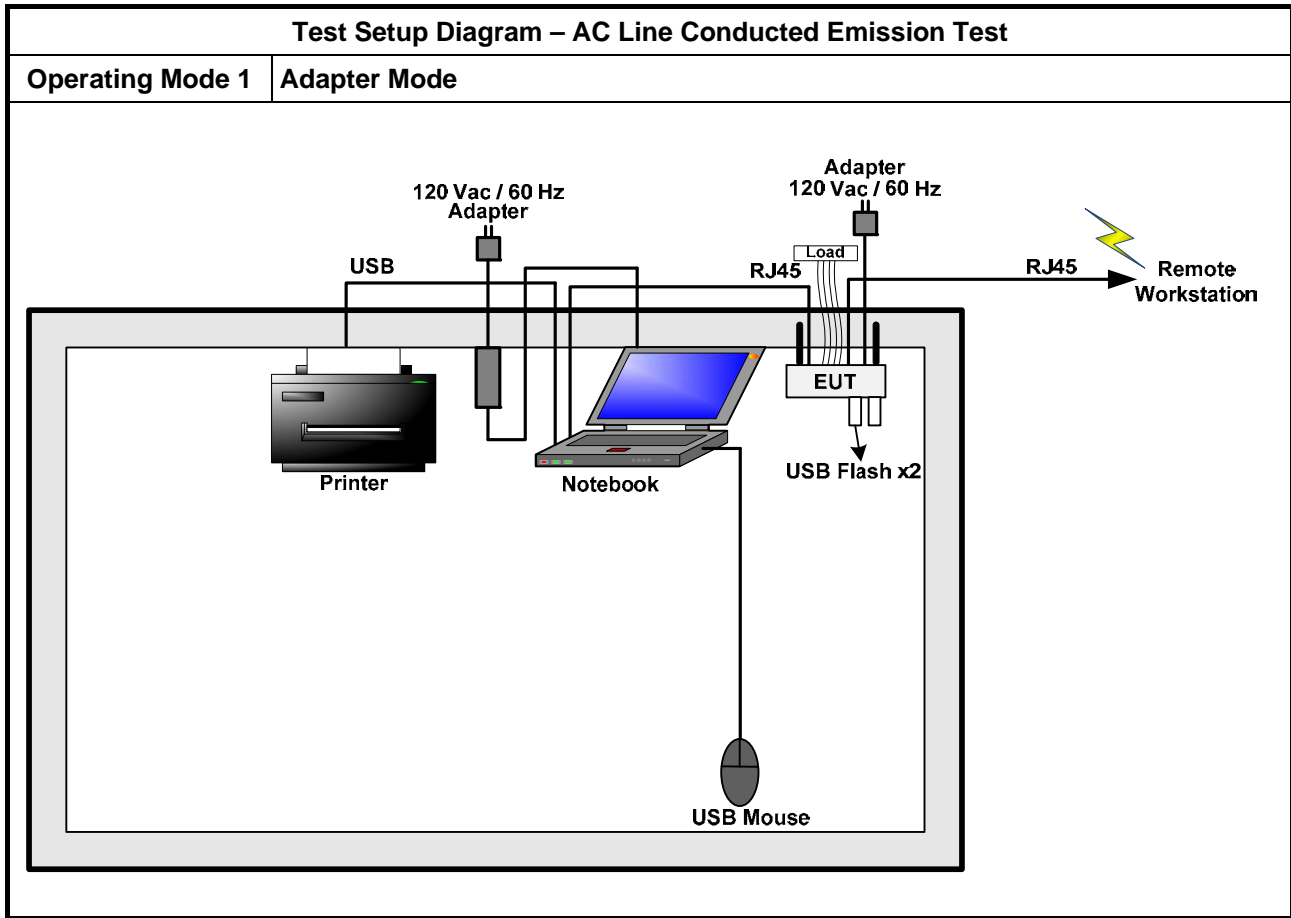 Test Setup Diagram – AC Line Conducted Emission Test
Operating Mode 1
Adapter Mode
120 Vac / 60 Hz
Adapter
Adapter
120 Vac / 60 Hz
USB
Load
RJ45
RJ45
Remote
Workstation
EUT
Printer
Notebook
USB Flash x2
USB Mouse